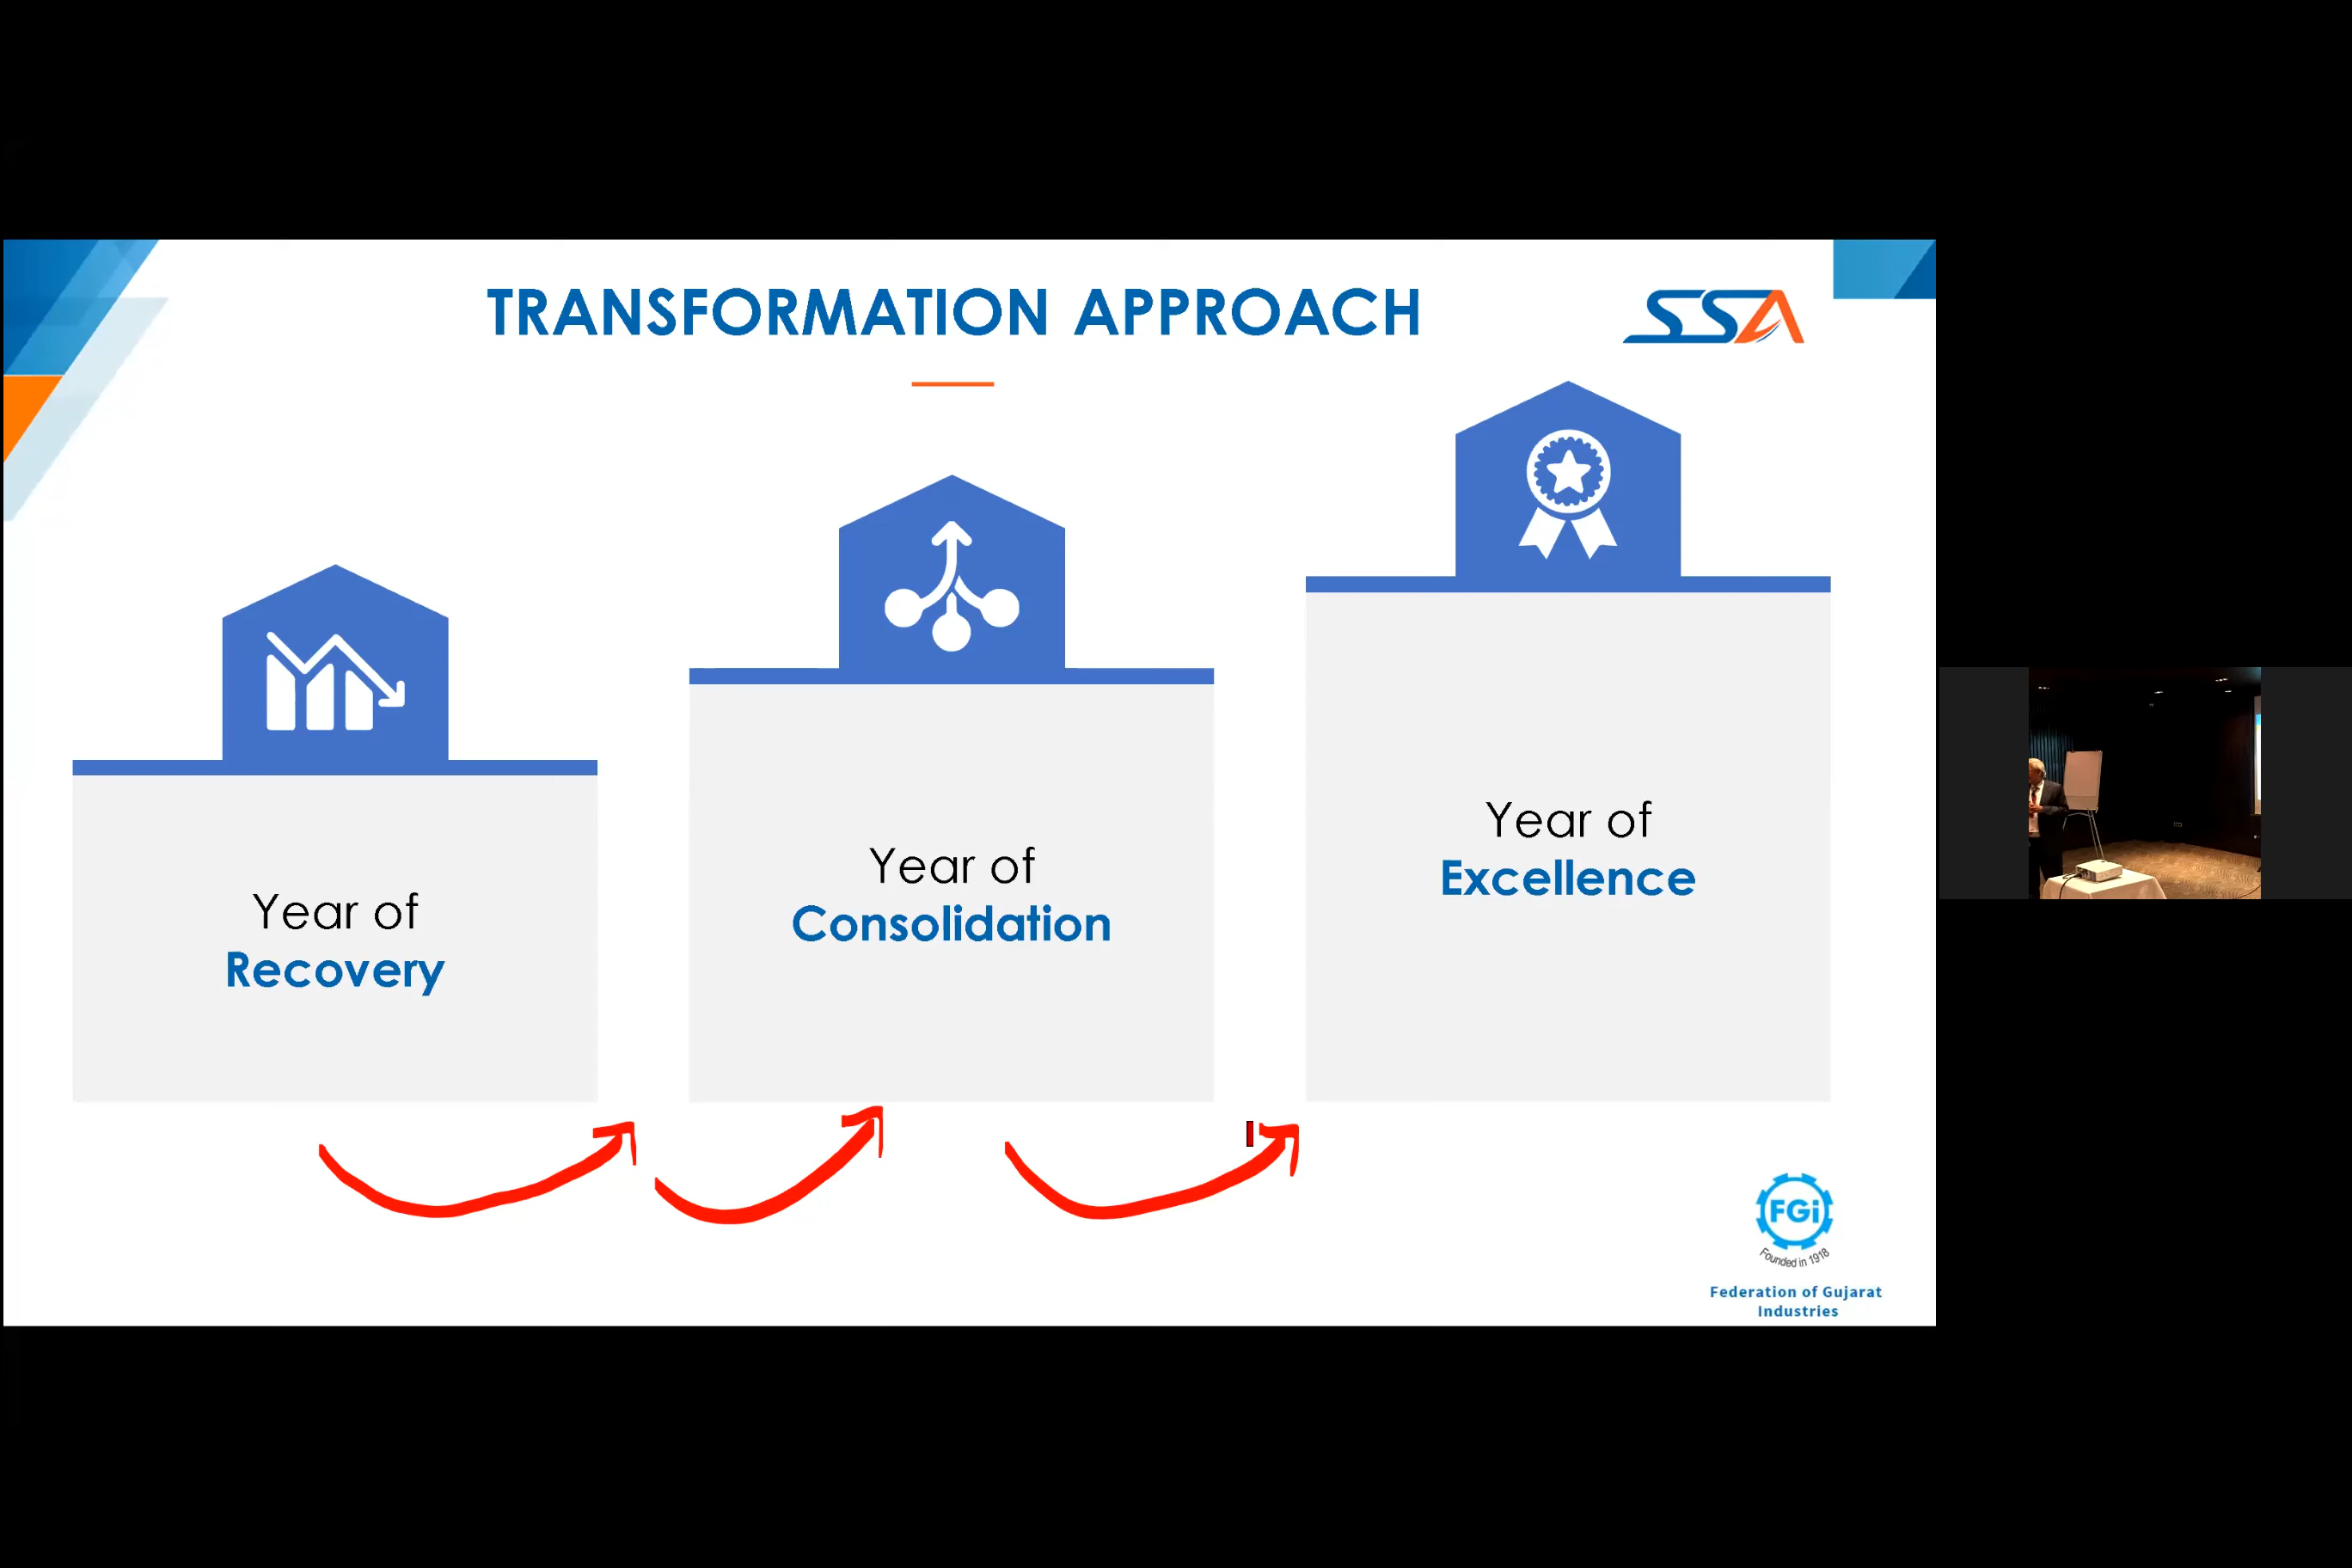 TRANSFORMATION APPROACH
SSA
Year of
Recovery
Year of
Consolidation
Year of
Excellence
FGi
Founded in 1918
Federation of Gujarat
Industries